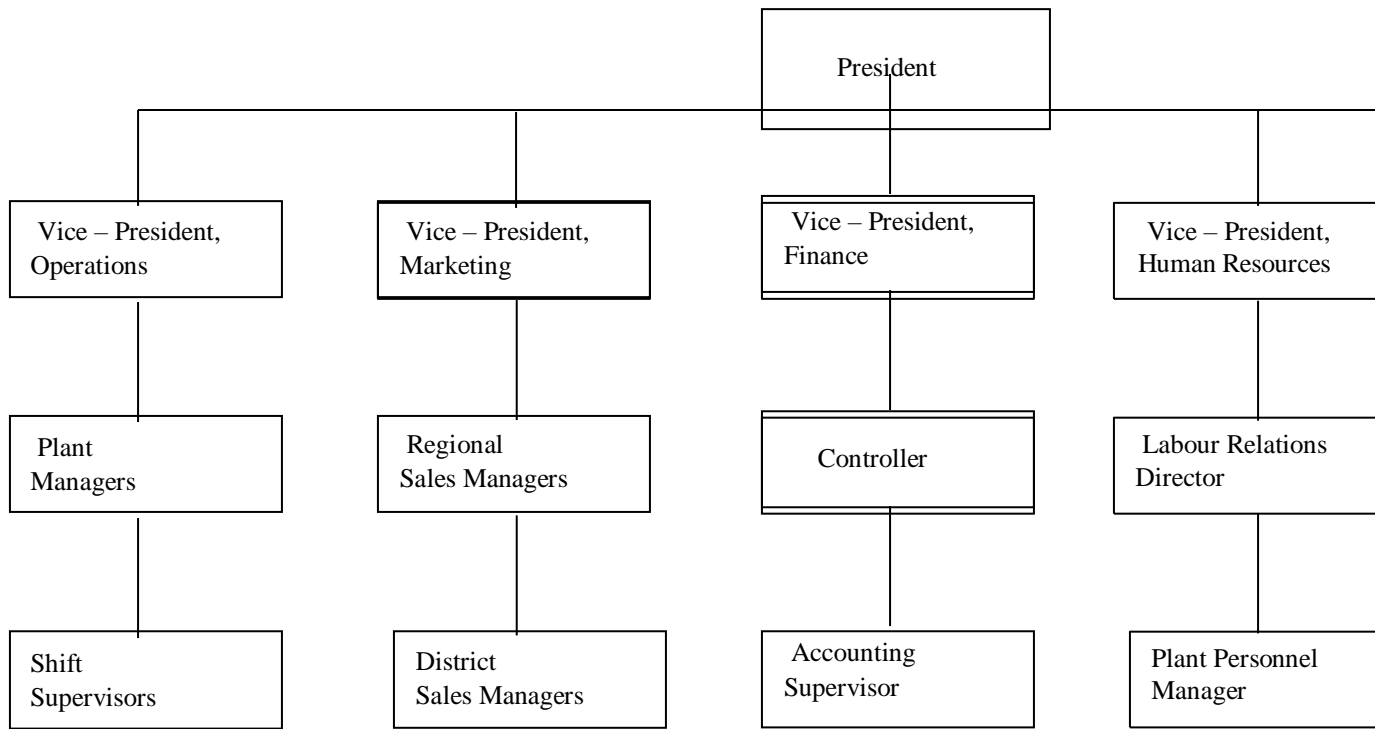 President
Vice – President,
Operations
Vice – President,
Marketing
Vice – President,
Finance
Vice – President,
Human Resources
Plant
Managers
Regional
Sales Managers
Controller
Labour Relations
Director
Shift
Supervisors
District
Sales Managers
Accounting
Supervisor
Plant Personnel
Manager